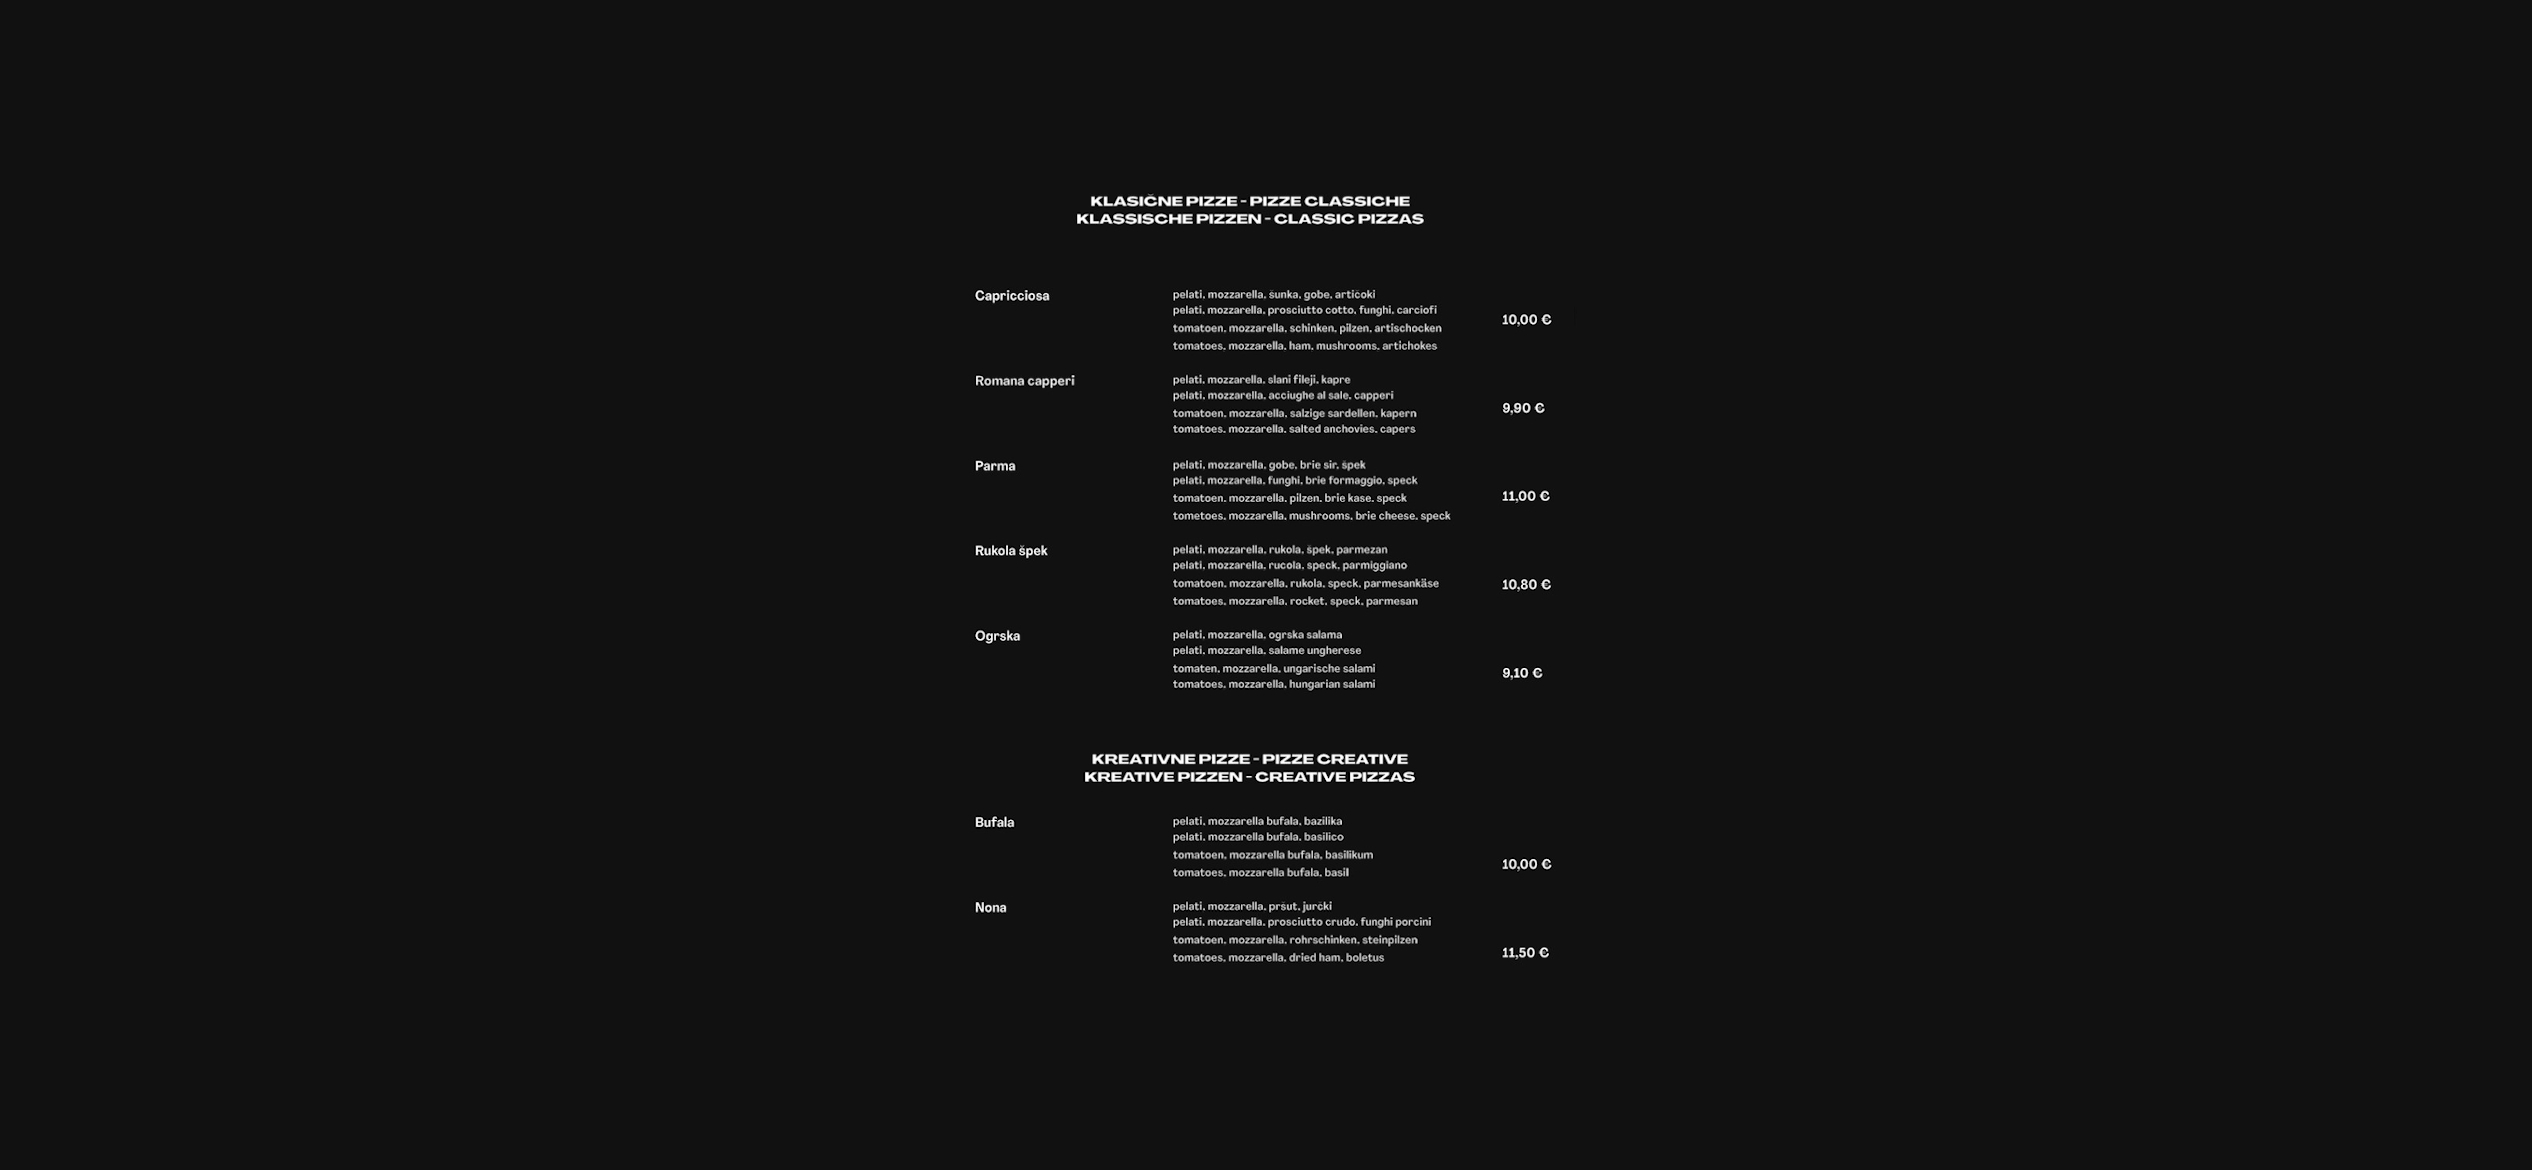 KLASIČNE PIZZE - PIZZE CLASSICHE
KLASSISCHE PIZZEN - CLASSIC PIZZAS
Capricciosa
pelati, mozzarella, šunka, gobe, artičoki
pelati, mozzarella, prosciutto cotto, funghi, carciofi
tomatoen, mozzarella, schinken, pilzen, artischocken
tomatoes, mozzarella, ham, mushrooms, artichokes
10,00 €
Romana capperi
pelati, mozzarella, slani fileji, kapre
pelati, mozzarella, acciughe al sale, capperi
tomatoen, mozzarella, salzige sardellen, kapern
tomatoes, mozzarella, salted anchovies, capers
9,90 €
Parma
pelati, mozzarella, gobe, brie sir, špek
pelati, mozzarella, funghi, brie formaggio, speck
tomatoen, mozzarella, pilzen, brie kase, speck
tometoes, mozzarella, mushrooms, brie cheese, speck
11,00 €
Rukola špek
pelati, mozzarella, rukola, špek, parmezan
pelati, mozzarella, rucola, speck, parmiggiano
tomatoen, mozzarella, rukola, speck, parmesankäse
tomatoes, mozzarella, rocket, speck, parmesan
10,80 €
Ogrska
pelati, mozzarella, ogrska salama
pelati, mozzarella, salame ungherese
tomaten, mozzarella, ungarische salami
tomatoes, mozzarella, hungarian salami
9,10 €
KREATIVNE PIZZE - PIZZE CREATIVE
KREATIVE PIZZEN - CREATIVE PIZZAS
Bufala
pelati, mozzarella bufala, bazilika
pelati, mozzarella bufala, basilico
tomatoen, mozzarella bufala, basilikum
tomatoes, mozzarella bufala, basil
10,00 €
Nona
pelati, mozzarella, pršut, jurčki
pelati, mozzarella, prosciutto crudo, funghi porcini
tomatoen, mozzarella, rohrschinken, steinpilzen
tomatoes, mozzarella, dried ham, boletus
11,50 €